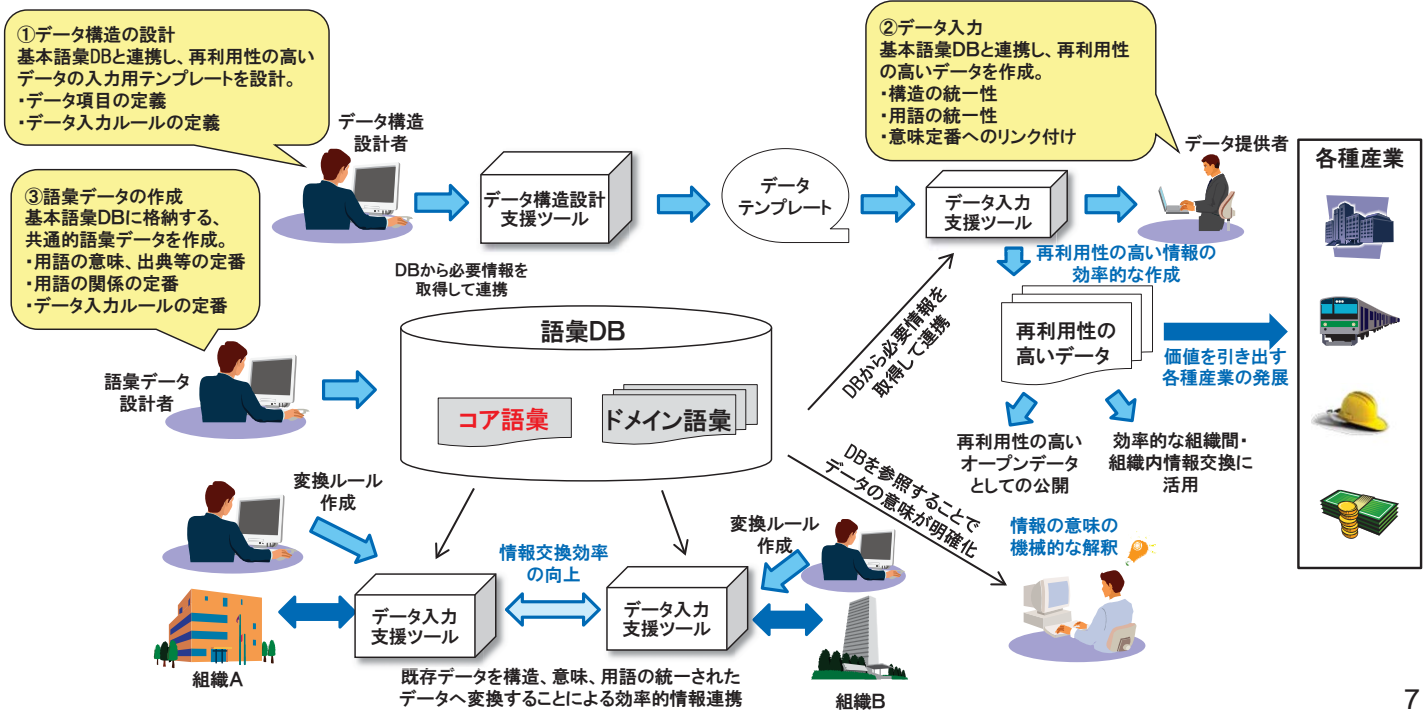 ①データ構造の設計
基本語彙DBと連携し、再利用性の高い
データの入力用テンプレートを設計。
・データ項目の定義
・データ入力ルールの定義
データ構造
設計者
②データ入力
基本語彙DBと連携し、再利用性
の高いデータを作成。
・構造の統一性
・用語の統一性
・意味定番へのリンク付け
データ提供者
各種産業
③語彙データの作成
基本語彙DBに格納する、
共通的語彙データを作成。
・用語の意味、出典等の定番
・用語の関係の定番
・データ入力ルールの定番
データ構造設計
支援ツール
データ
テンプレート
データ入力
支援ツール
DBから必要情報を
取得して連携
再利用性の高い情報の
効率的な作成
語彙DB
コア語彙
ドメイン語彙
語彙データ
設計者
DBから必要情報を
取得して連携
再利用性の
高いデータ
価値を引き出す
各種産業の発展
再利用性の高い
オープンデータ
としての公開
効率的な組織間・
組織内情報交換に
活用
DBを参照することで
データの意味が明確化
変換ルール
作成
情報交換効率
の向上
変換ルール
作成
情報の意味の
機械的な解釈
データ入力
支援ツール
データ入力
支援ツール
組織A
既存データを構造、意味、用語の統一された
データへ変換することによる効率的情報連携
組織B
7